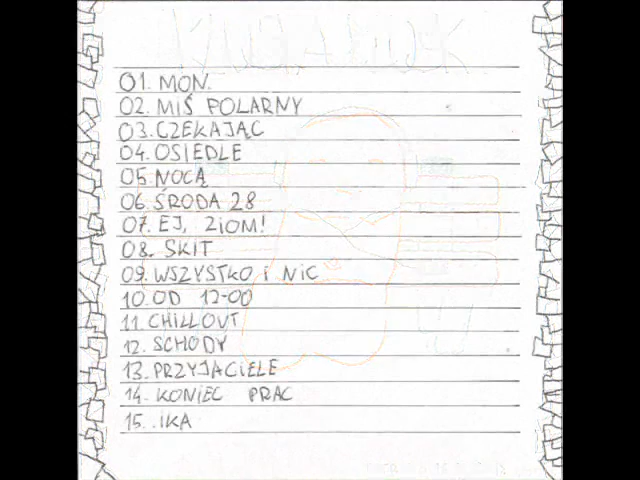 01. MON.
02. MIŚ POLARNY
03. CZEKAJĄC
04. OSIEDLE
05. NOCĄ
06. ŚRODA 28
07. EJ, ZIOM!
08. SKIT
09. WSZYSTKO I NIC
10. OD 12-00
11. CHILLOUT
12. SCHODY
13. PRZYJACIELE
14. KONIEC PRAC
15. .IKA